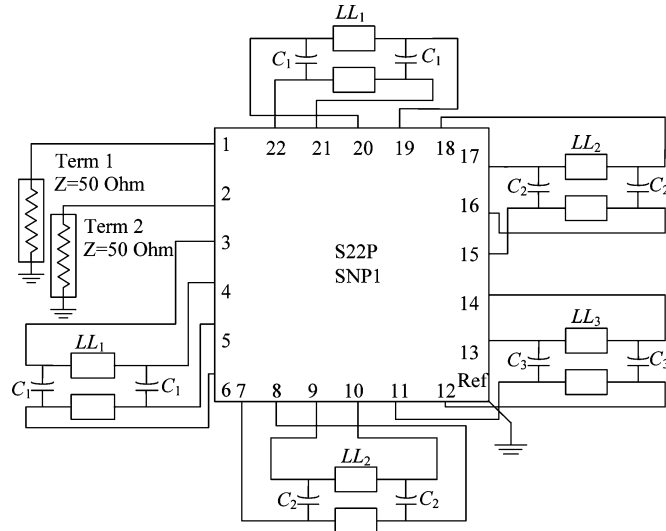 LL1
C1 C1
22 21 20 19 18
1 17
Term 1
Z=50 Ohm
LL2
C2 C2
2 16
Term 2
Z=50 Ohm
3 15
S22P
SNP1
4 14
LL3
5 13
C3 C3
LL1
C1 C1
Ref
6 7 8 9 10 11 12
LL2
C2 C2